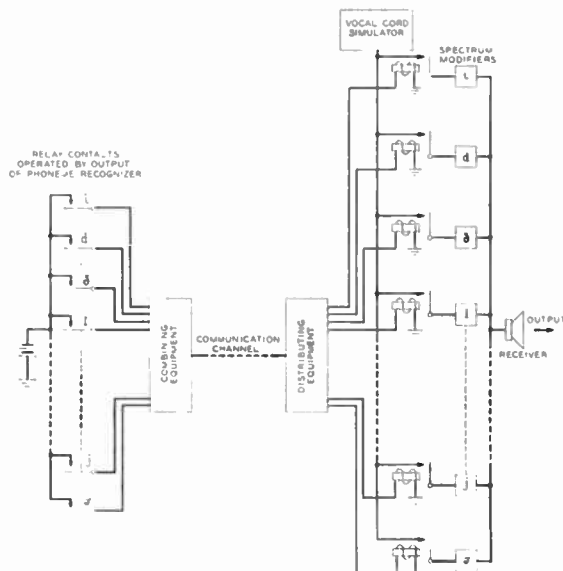 VOCAL CORD
SIMULATOR
SPECTRUM
MODIFIERS
i
d
RELAY CONTACTS
OPERATED BY OUTPUT
OF PHONEME RECOGNIZER
i
d
COMBINING
EQUIPMENT
COMMUNICATION
CHANNEL
DISTRIBUTING
EQUIPMENT
OUTPUT
RECEIVER
j
j